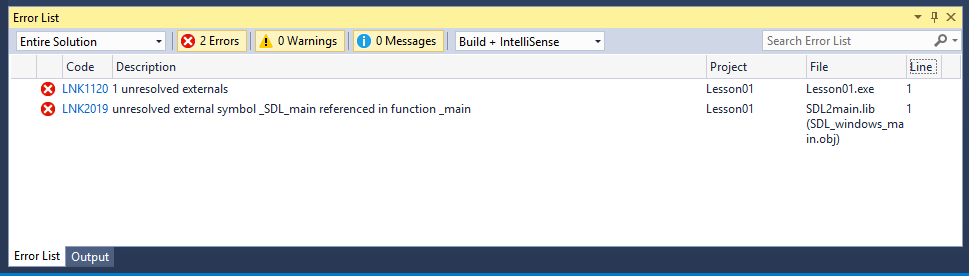 Error List
Entire Solution 2 Errors 0 Warnings 0 Messages Build + IntelliSense Search Error List
Code Description Project File Line
LNK1120 1 unresolved externals Lesson01 Lesson01.exe 1
LNK2019 unresolved external symbol _SDL_main referenced in function _main Lesson01 SDL2main.lib 1
(SDL_windows_ma
in.obj)
Error List Output